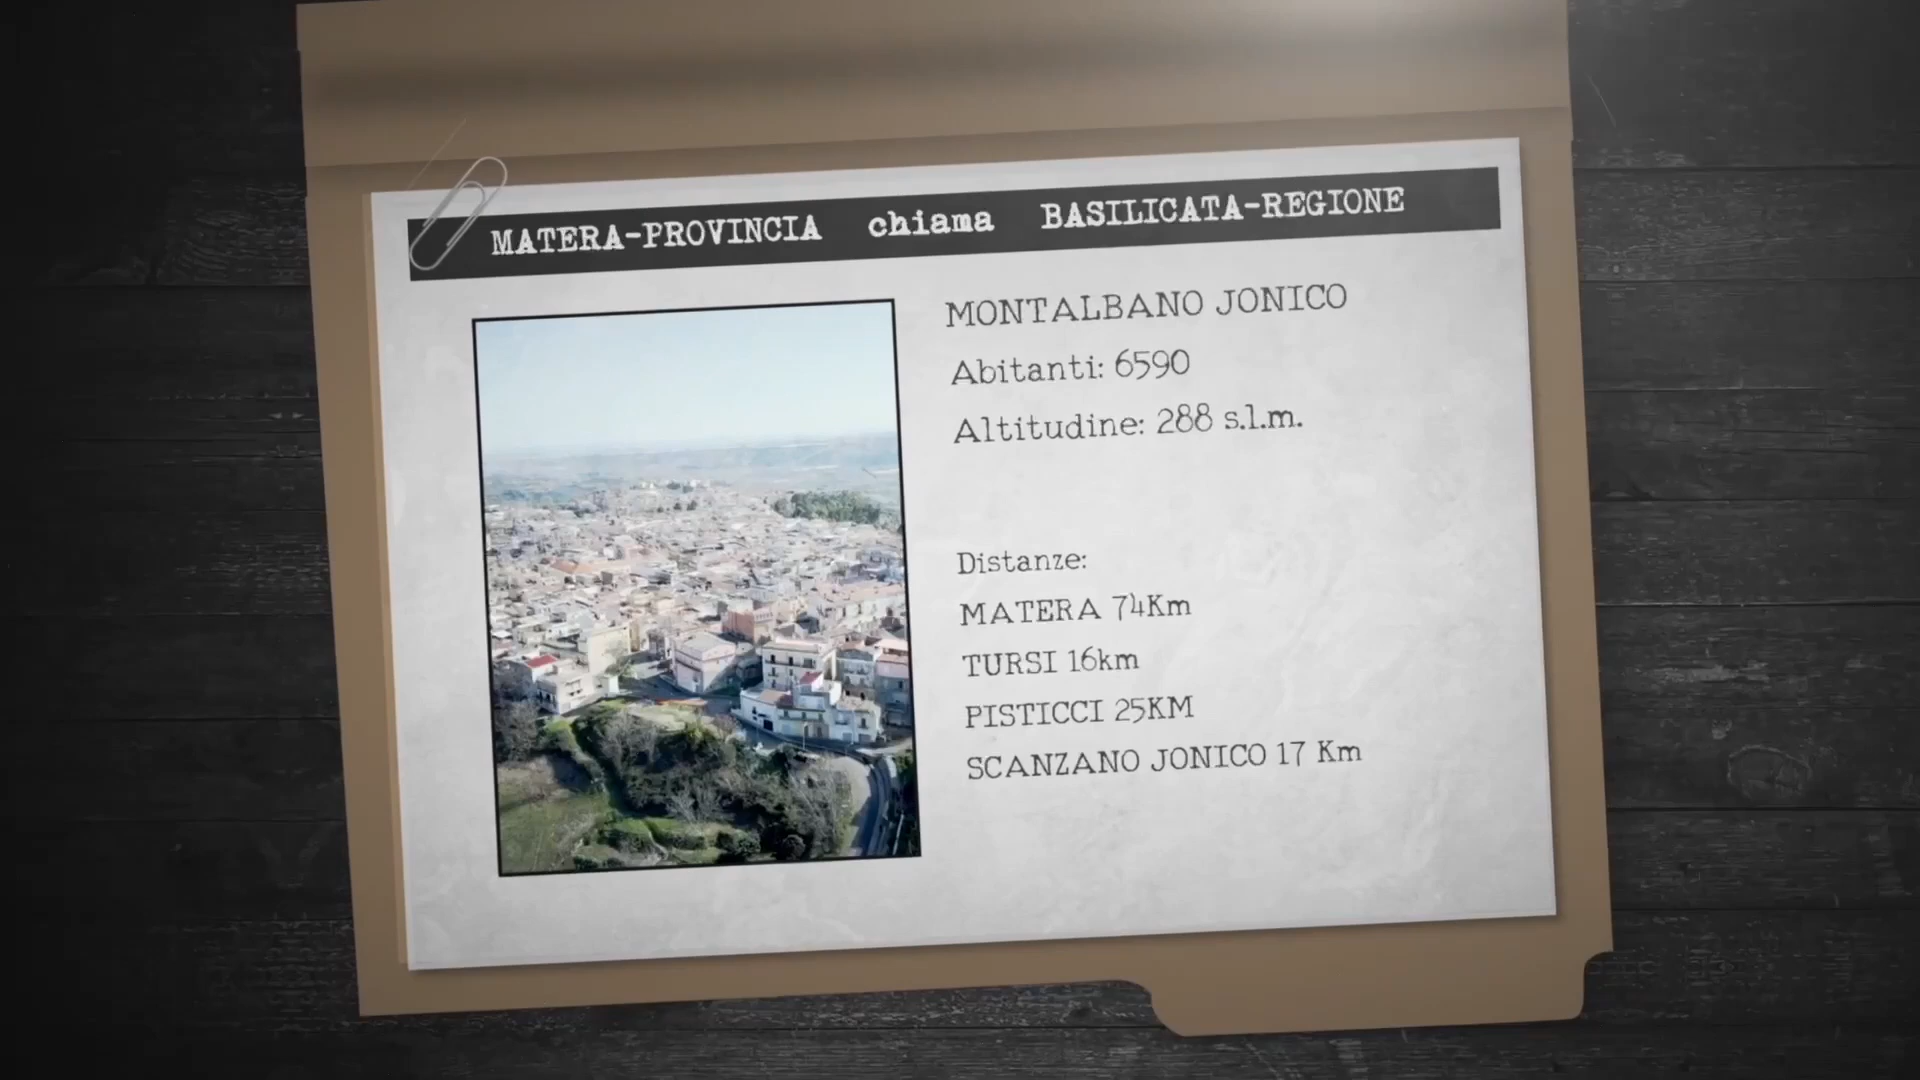 MATERA-PROVINCIA chiama BASILICATA-REGIONE
MONTALBANO JONICO
Abitanti: 6590
Altitudine: 288 s.l.m.
Distanze:
MATERA 74Km
TURSI 16km
PISTICCI 25KM
SCANZANO JONICO 17 Km